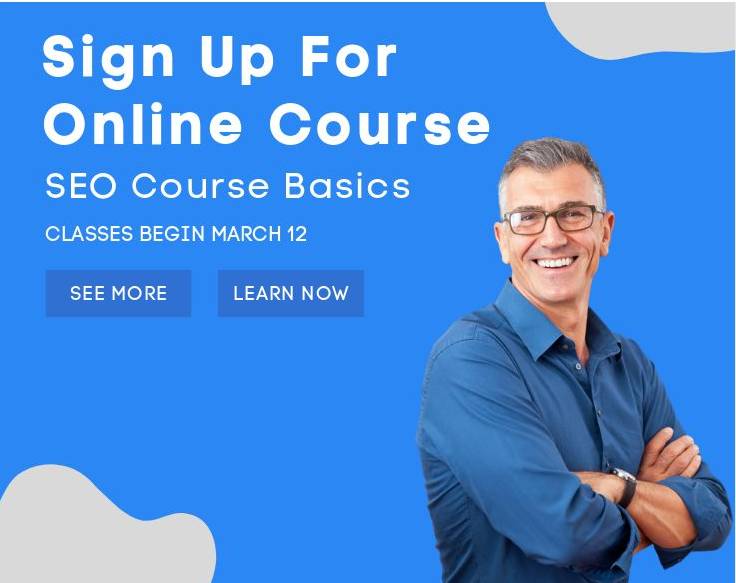 Sign Up For
Online Course
SEO Course Basics
CLASSES BEGIN MARCH 12
SEE MORE
LEARN NOW